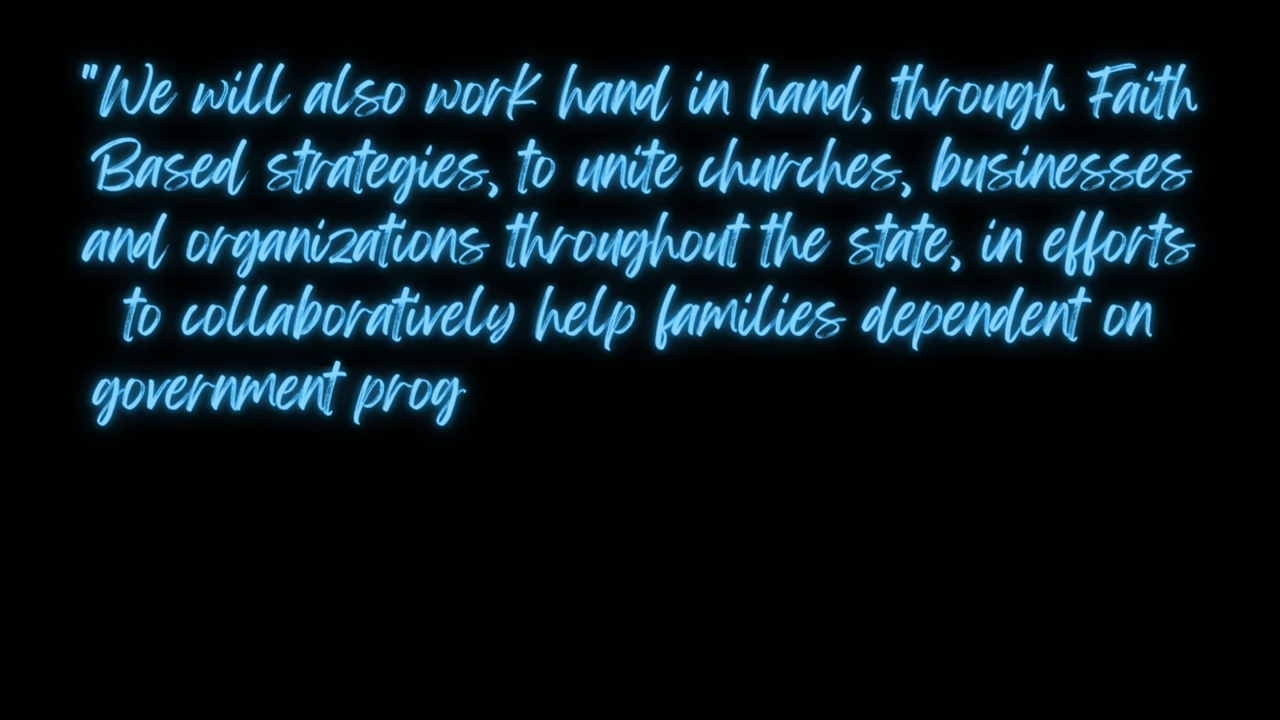 "We will also work hand in hand, through Faith
Based strategies, to unite churches, businesses
and organizations throughout the state, in efforts
to collaboratively help families dependent on
government prog